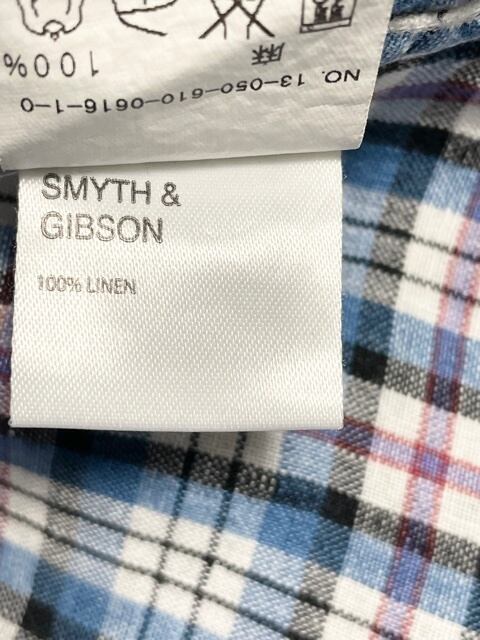 麻 100%
NO. 13-050-610-0616-1-0
SMYTH &
GIBSON
100% LINEN